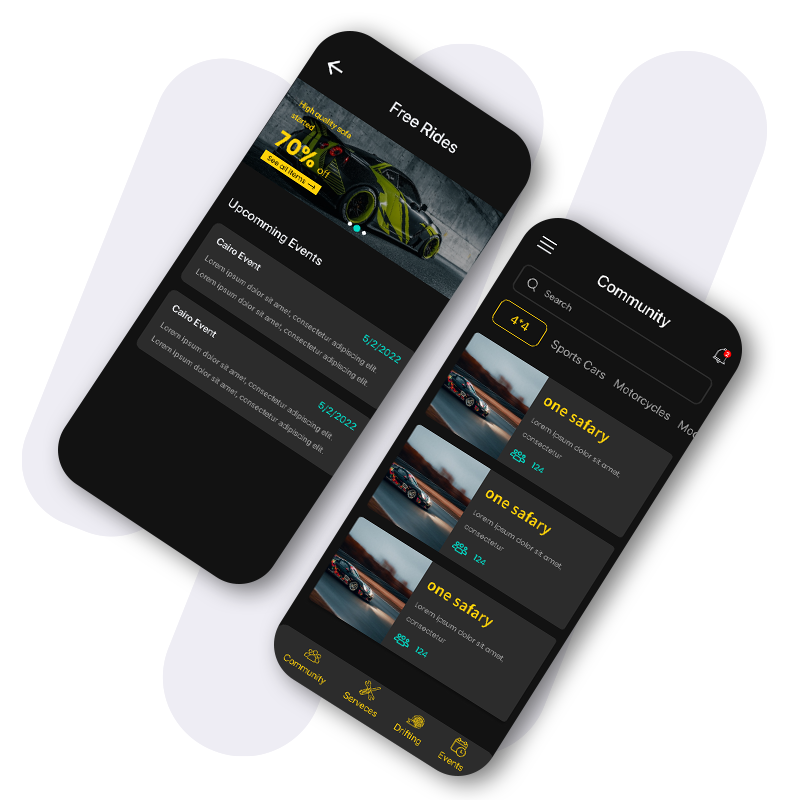 Free Rides
High quality sofa
started
70% off
See all items →
Upcomming Events
Cairo Event
Lorem ipsum dolor sit amet, consectetur adipiscing elit.
Lorem ipsum dolor sit amet, consectetur adipiscing elit.
5/2/2022
Cairo Event
Lorem ipsum dolor sit amet, consectetur adipiscing elit.
Lorem ipsum dolor sit amet, consectetur adipiscing elit.
5/2/2022
Community
Search
4*4
Sports Cars
Motorcycles
one safary
Lorem ipsum dolor sit amet,
consectetur
124
one safary
Lorem ipsum dolor sit amet,
consectetur
124
one safary
Lorem ipsum dolor sit amet,
consectetur
124
Community
Serveces
Drifting
Events